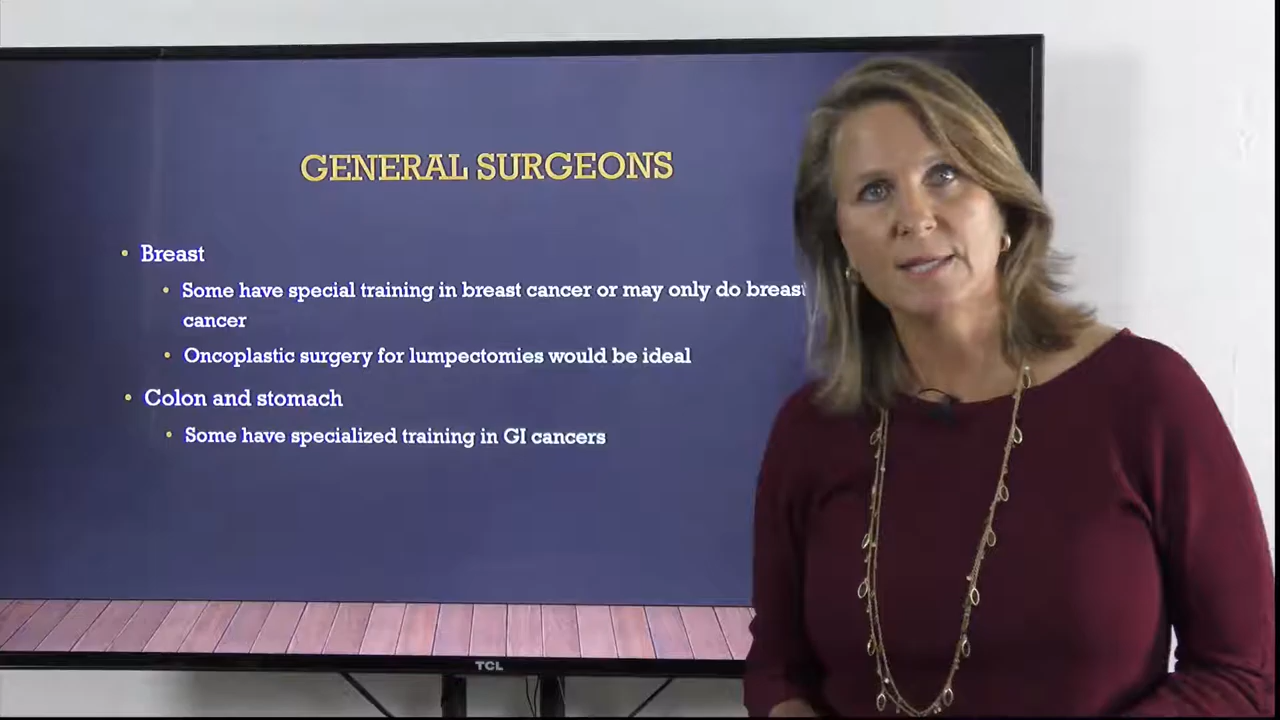 GENERAL SURGEONS
• Breast
• Some have special training in breast cancer or may only do breast
cancer
• Oncoplastic surgery for lumpectomies would be ideal
• Colon and stomach
• Some have specialized training in GI cancers
TCL